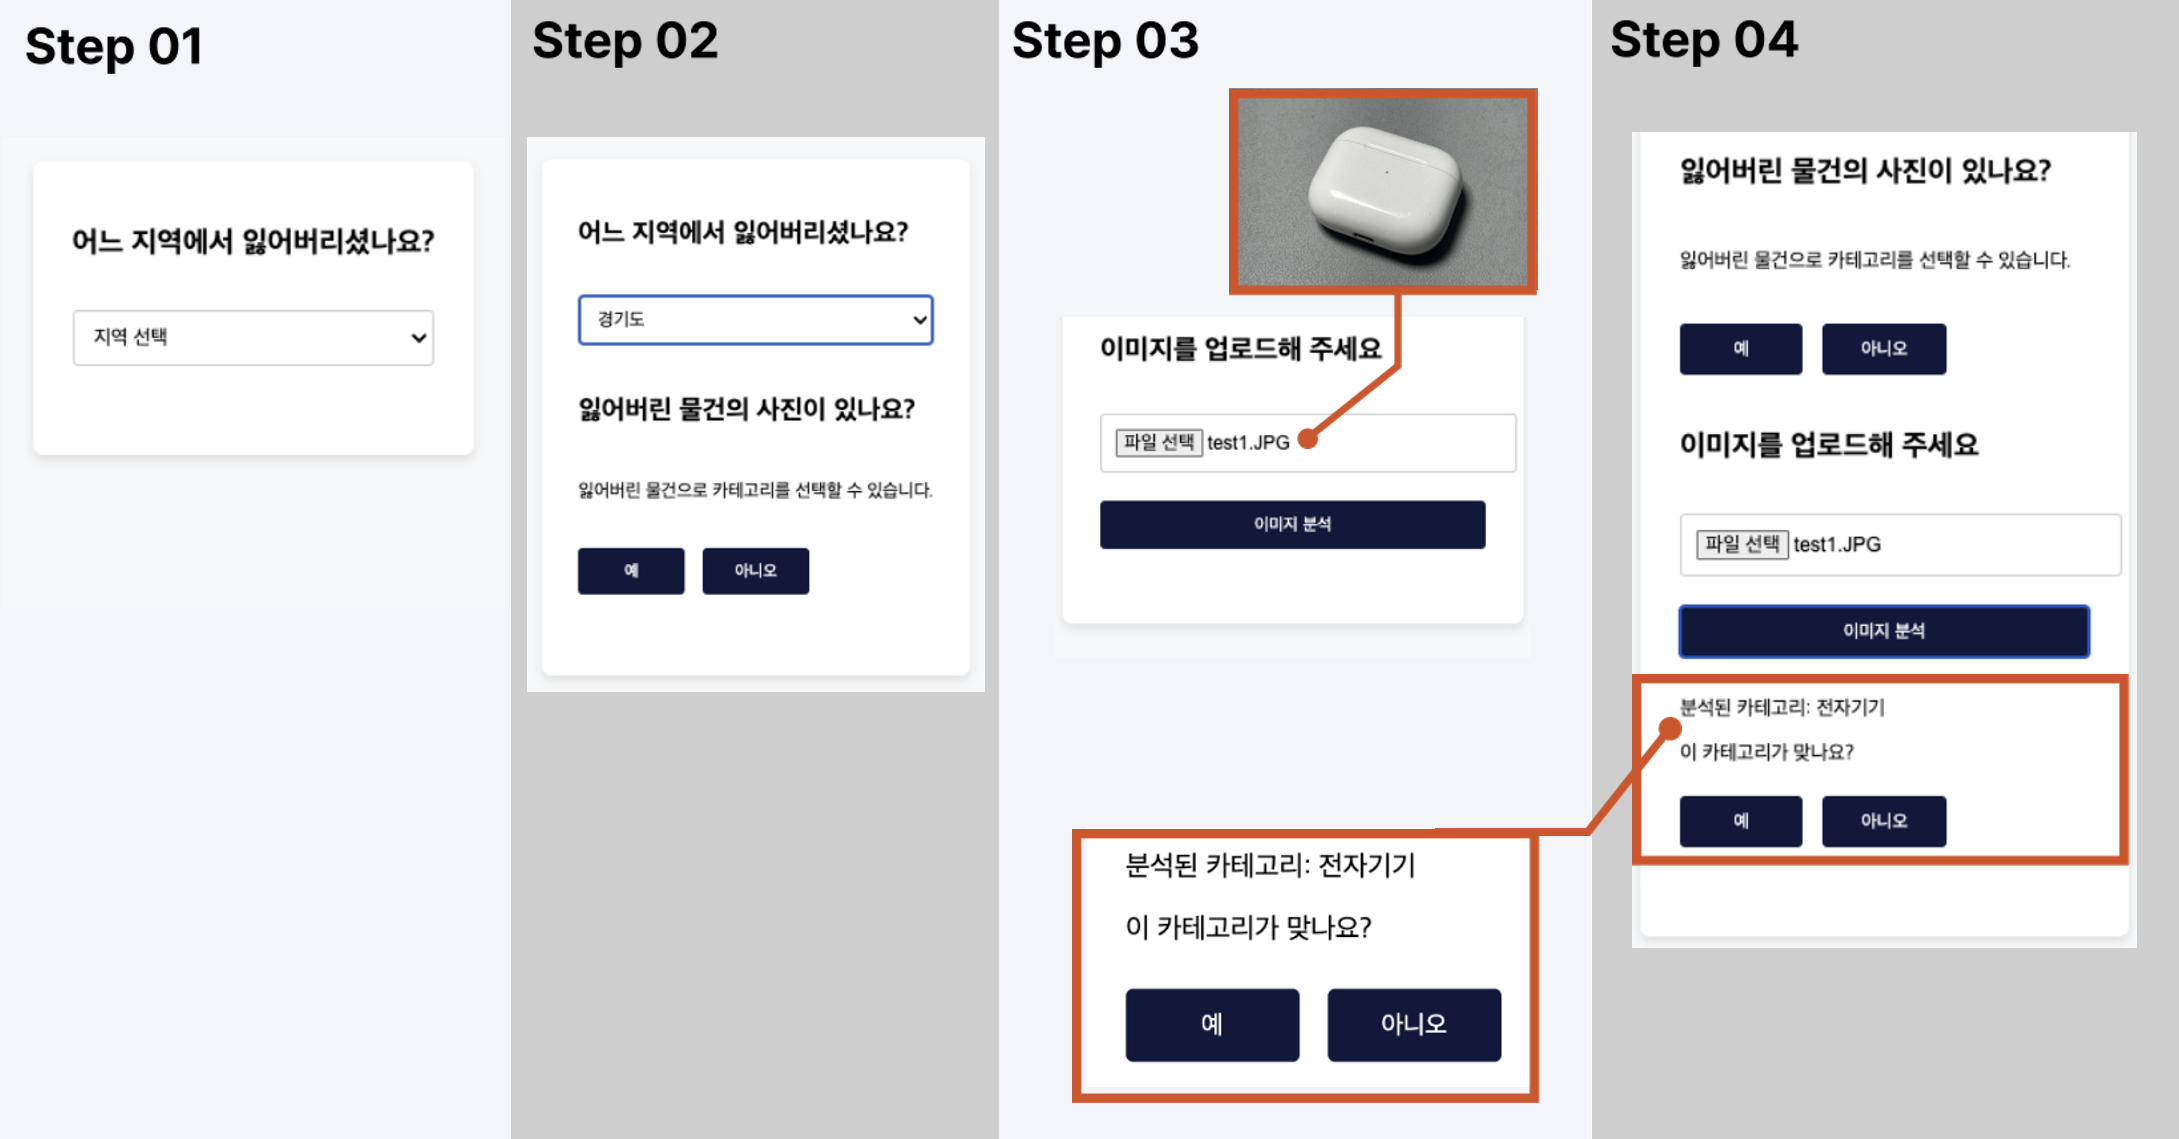 Step 01
어느 지역에서 잃어버리셨나요?
지역 선택
Step 02
어느 지역에서 잃어버리셨나요?
경기도
잃어버린 물건의 사진이 있나요?
잃어버린 물건으로 카테고리를 선택할 수 있습니다.
예 아니오
Step 03
이미지를 업로드해 주세요
파일 선택 test1.JPG
이미지 분석
분석된 카테고리: 전자기기
이 카테고리가 맞나요?
예 아니오
Step 04
잃어버린 물건의 사진이 있나요?
잃어버린 물건으로 카테고리를 선택할 수 있습니다.
예 아니오
이미지를 업로드해 주세요
파일 선택 test1.JPG
이미지 분석
분석된 카테고리: 전자기기
이 카테고리가 맞나요?
예 아니오